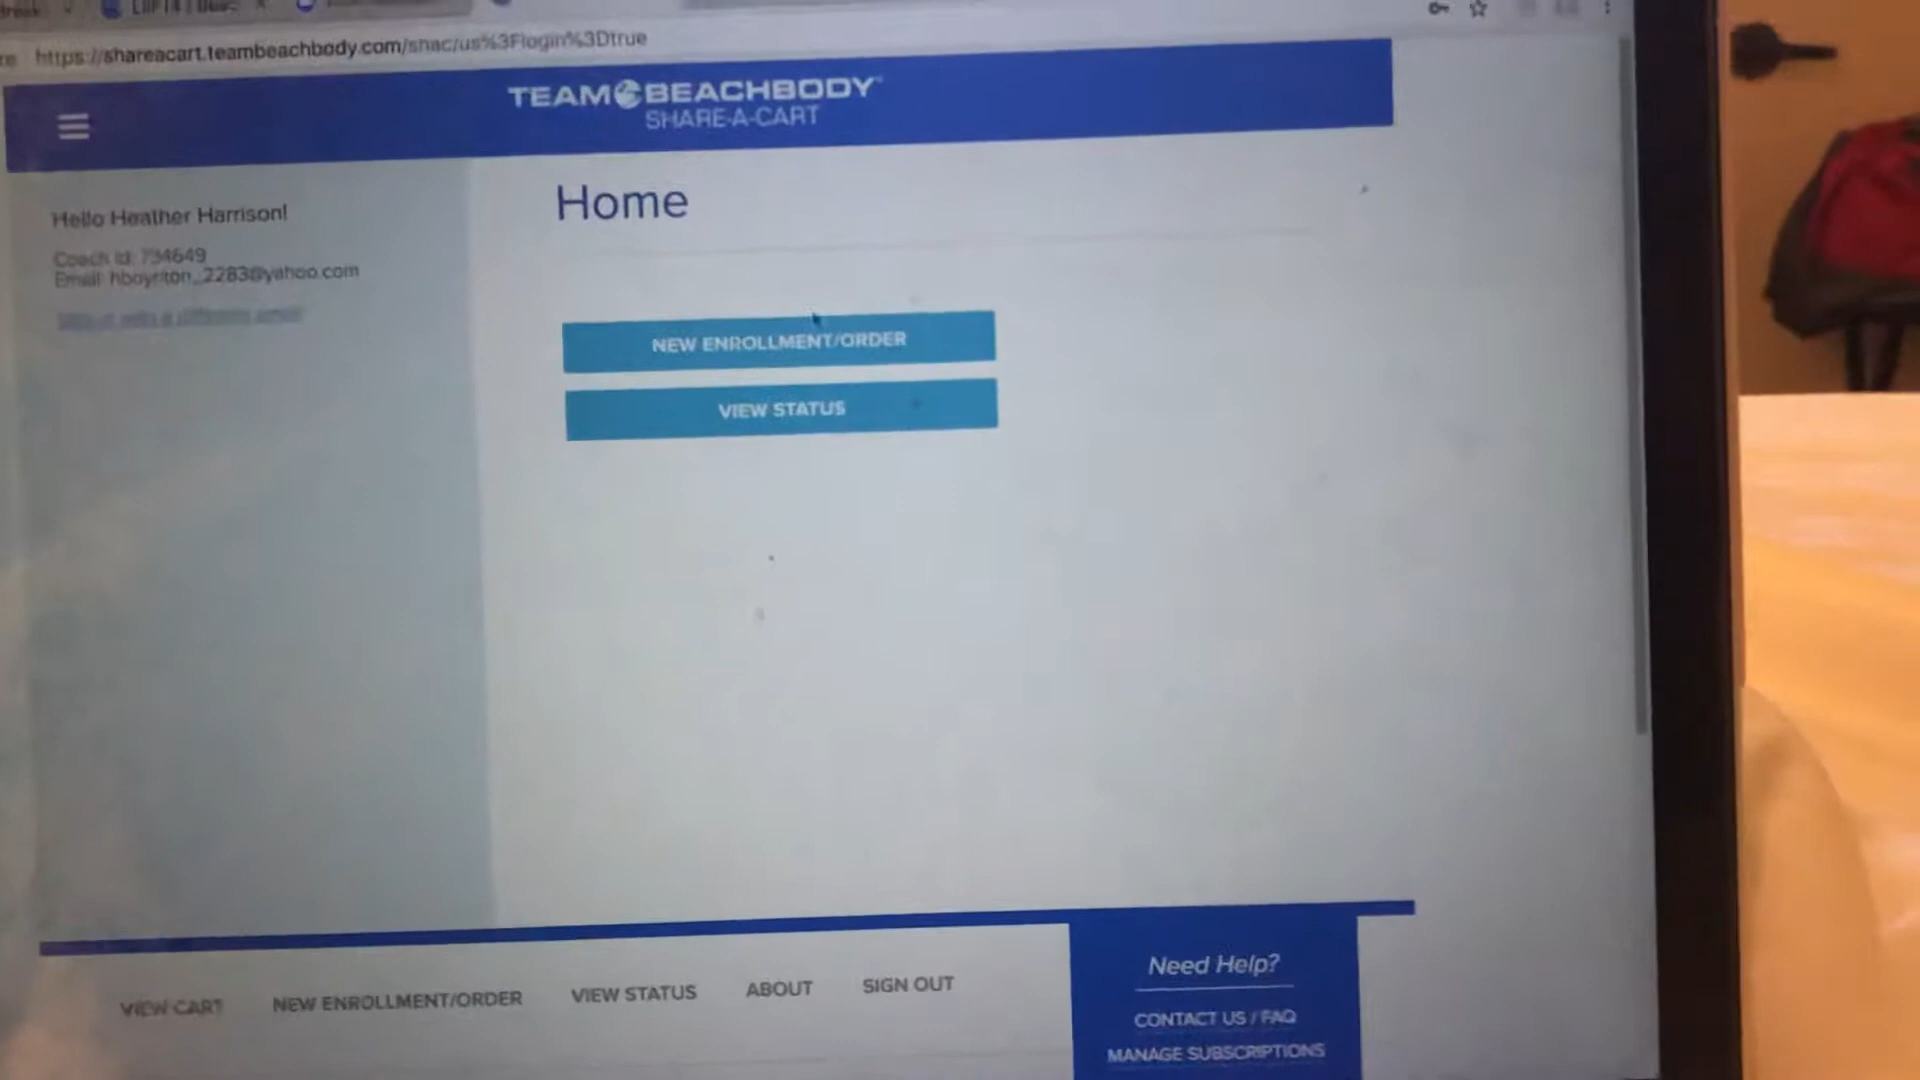 https://shareacart.teambeachbody.com/shac/us%3Flogin%3Dtrue
TEAM BEACHBODY
SHARE-A-CART
Hello Heather Harrison!
Coach Id: 734649
Email: hboynton_2283@yahoo.com
Home
NEW ENROLLMENT/ORDER
VIEW STATUS
VIEW CART
NEW ENROLLMENT/ORDER
VIEW STATUS
ABOUT
SIGN OUT
Need Help?
CONTACT US / FAQ
MANAGE SUBSCRIPTIONS